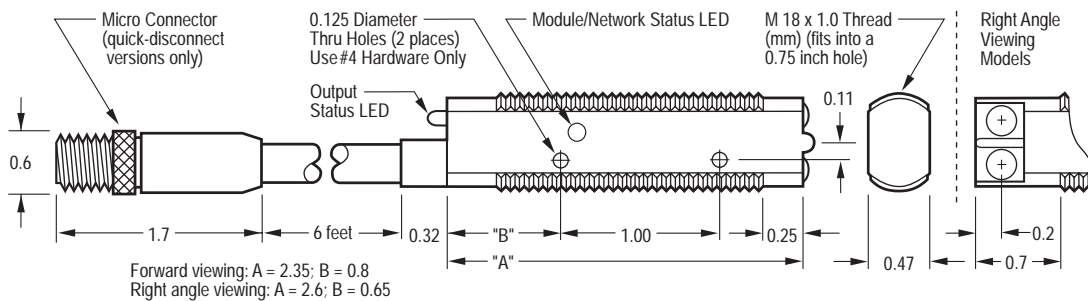 Micro Connector
(quick-disconnect
versions only)
0.125 Diameter
Thru Holes (2 places)
Use #4 Hardware Only
Module/Network Status LED
M 18 x 1.0 Thread
(mm) (fits into a
0.75 inch hole)
Right Angle
Viewing
Models
Output
Status LED
0.11
0.6
1.7
6 feet
0.32
"B"
1.00
0.25
0.47
0.2
0.7
"A"
Forward viewing: A = 2.35; B = 0.8
Right angle viewing: A = 2.6; B = 0.65